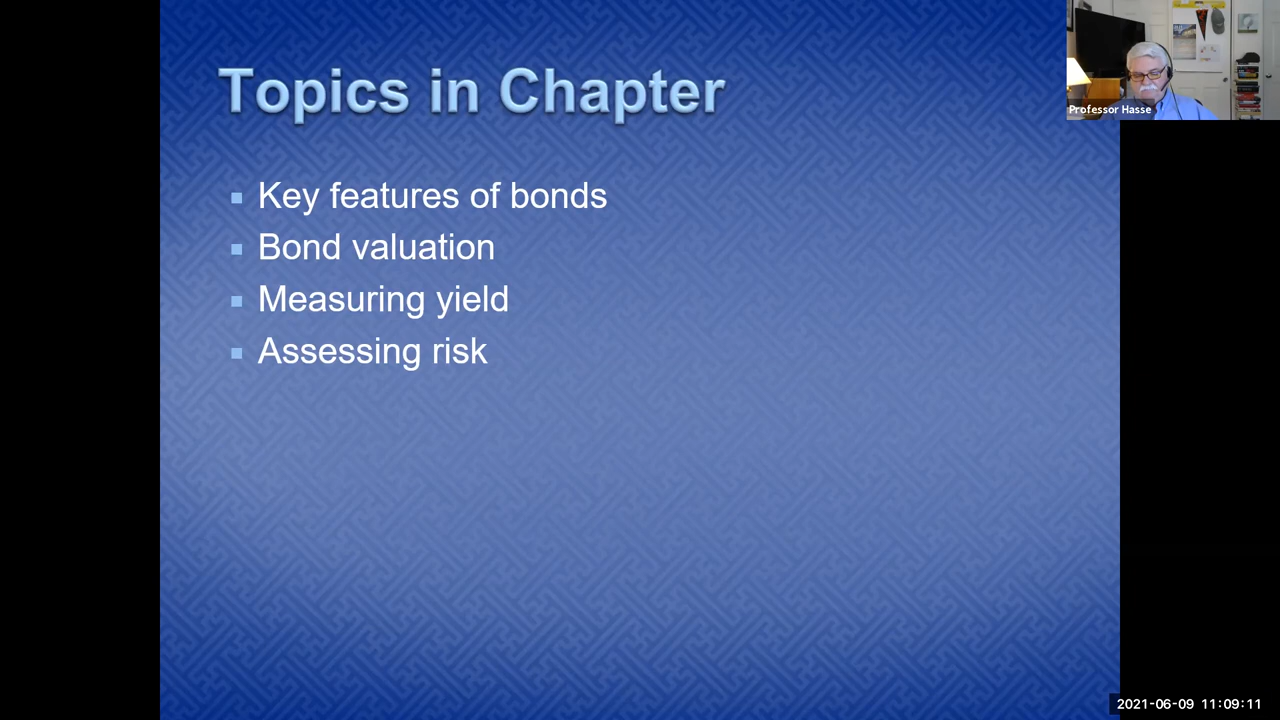 Topics in Chapter
Professor Hasse
Key features of bonds
Bond valuation
Measuring yield
Assessing risk
2021-06-09 11:09:11